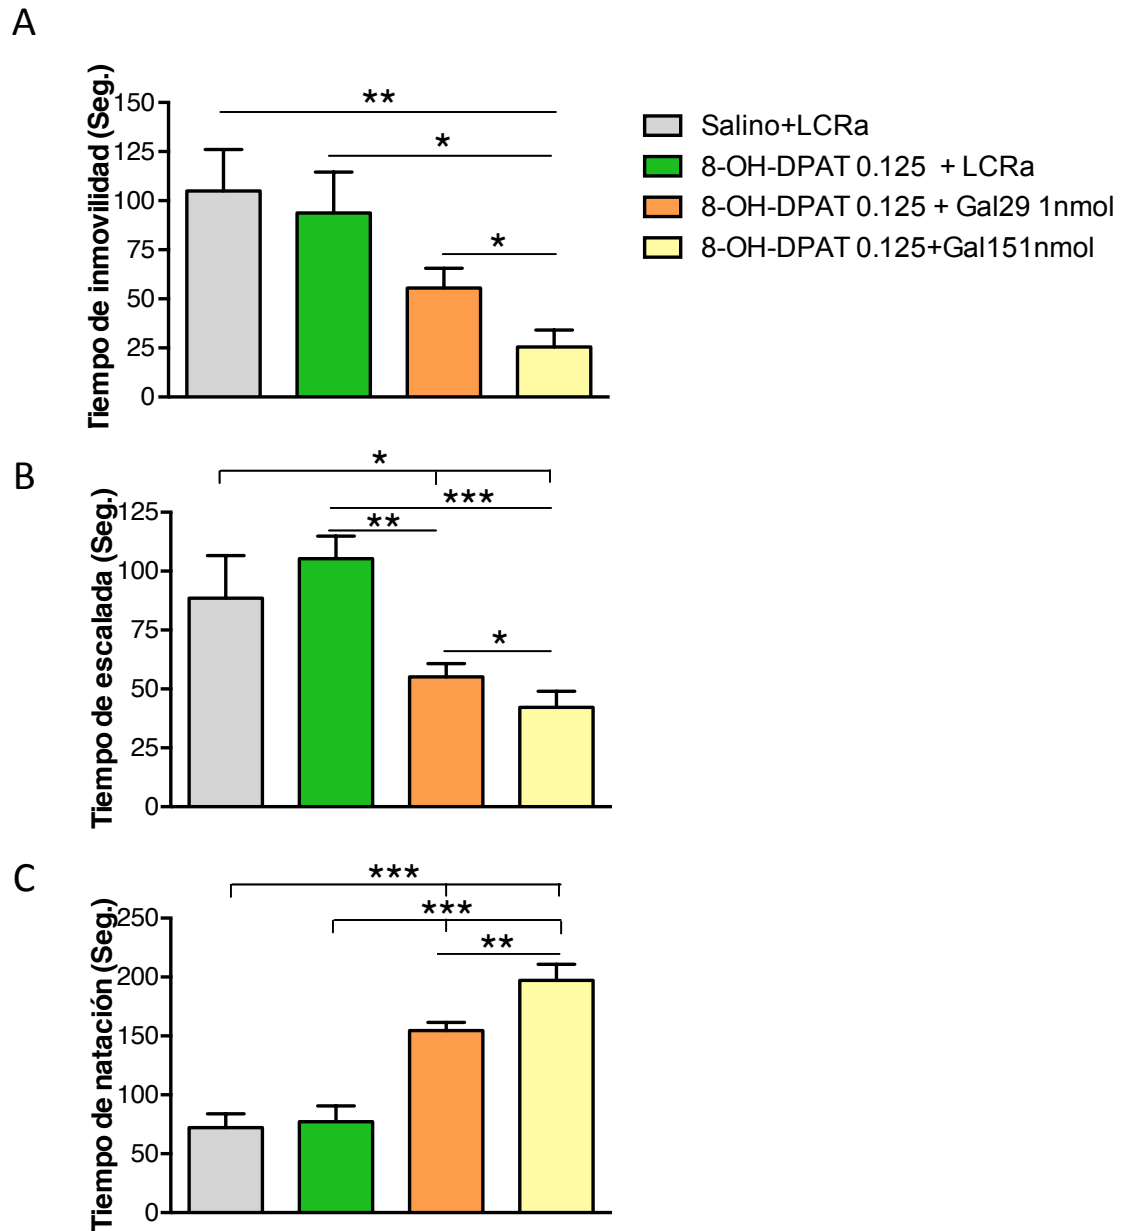 A
Tiempo de inmovilidad (Seg.)
150
125
100
75
50
25
0
**
*
*
Salino+LCRa
8-OH-DPAT 0.125 + LCRa
8-OH-DPAT 0.125 + Gal29 1nmol
8-OH-DPAT 0.125+Gal151nmol
B
Tiempo de escalada (Seg.)
125
100
75
50
25
0
*
***
**
*
C
Tiempo de natación (Seg.)
250
200
150
100
50
0
***
***
**